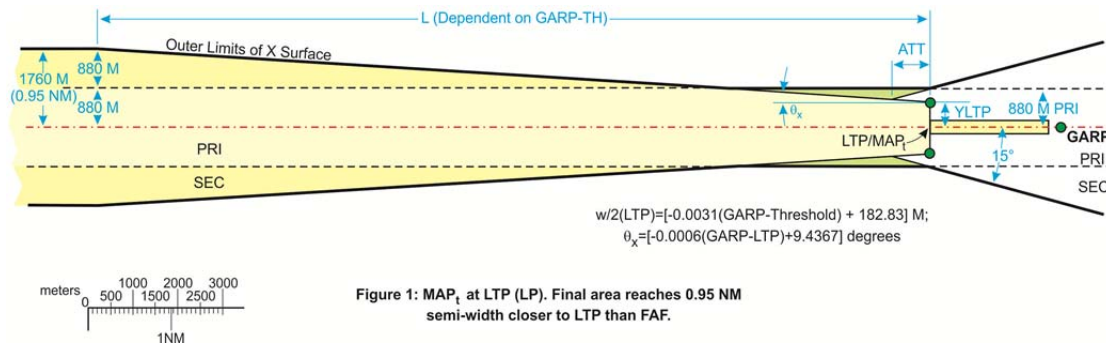 L (Dependent on GARP-TH)
Outer Limits of X Surface
ATT
880 M
1760 M
(0.95 NM)
880 M
θx
YLTP
880 M PRI
GARP
LTP/MAPt
15°
PRI
PRI
SEC
SEC
w/2(LTP)=[-0.0031(GARP-Threshold) + 182.83] M;
θx=[-0.0006(GARP-LTP)+9.4367] degrees
meters
0 500 1000 1500 2000 2500 3000
1NM
Figure 1: MAPt at LTP (LP). Final area reaches 0.95 NM
semi-width closer to LTP than FAF.